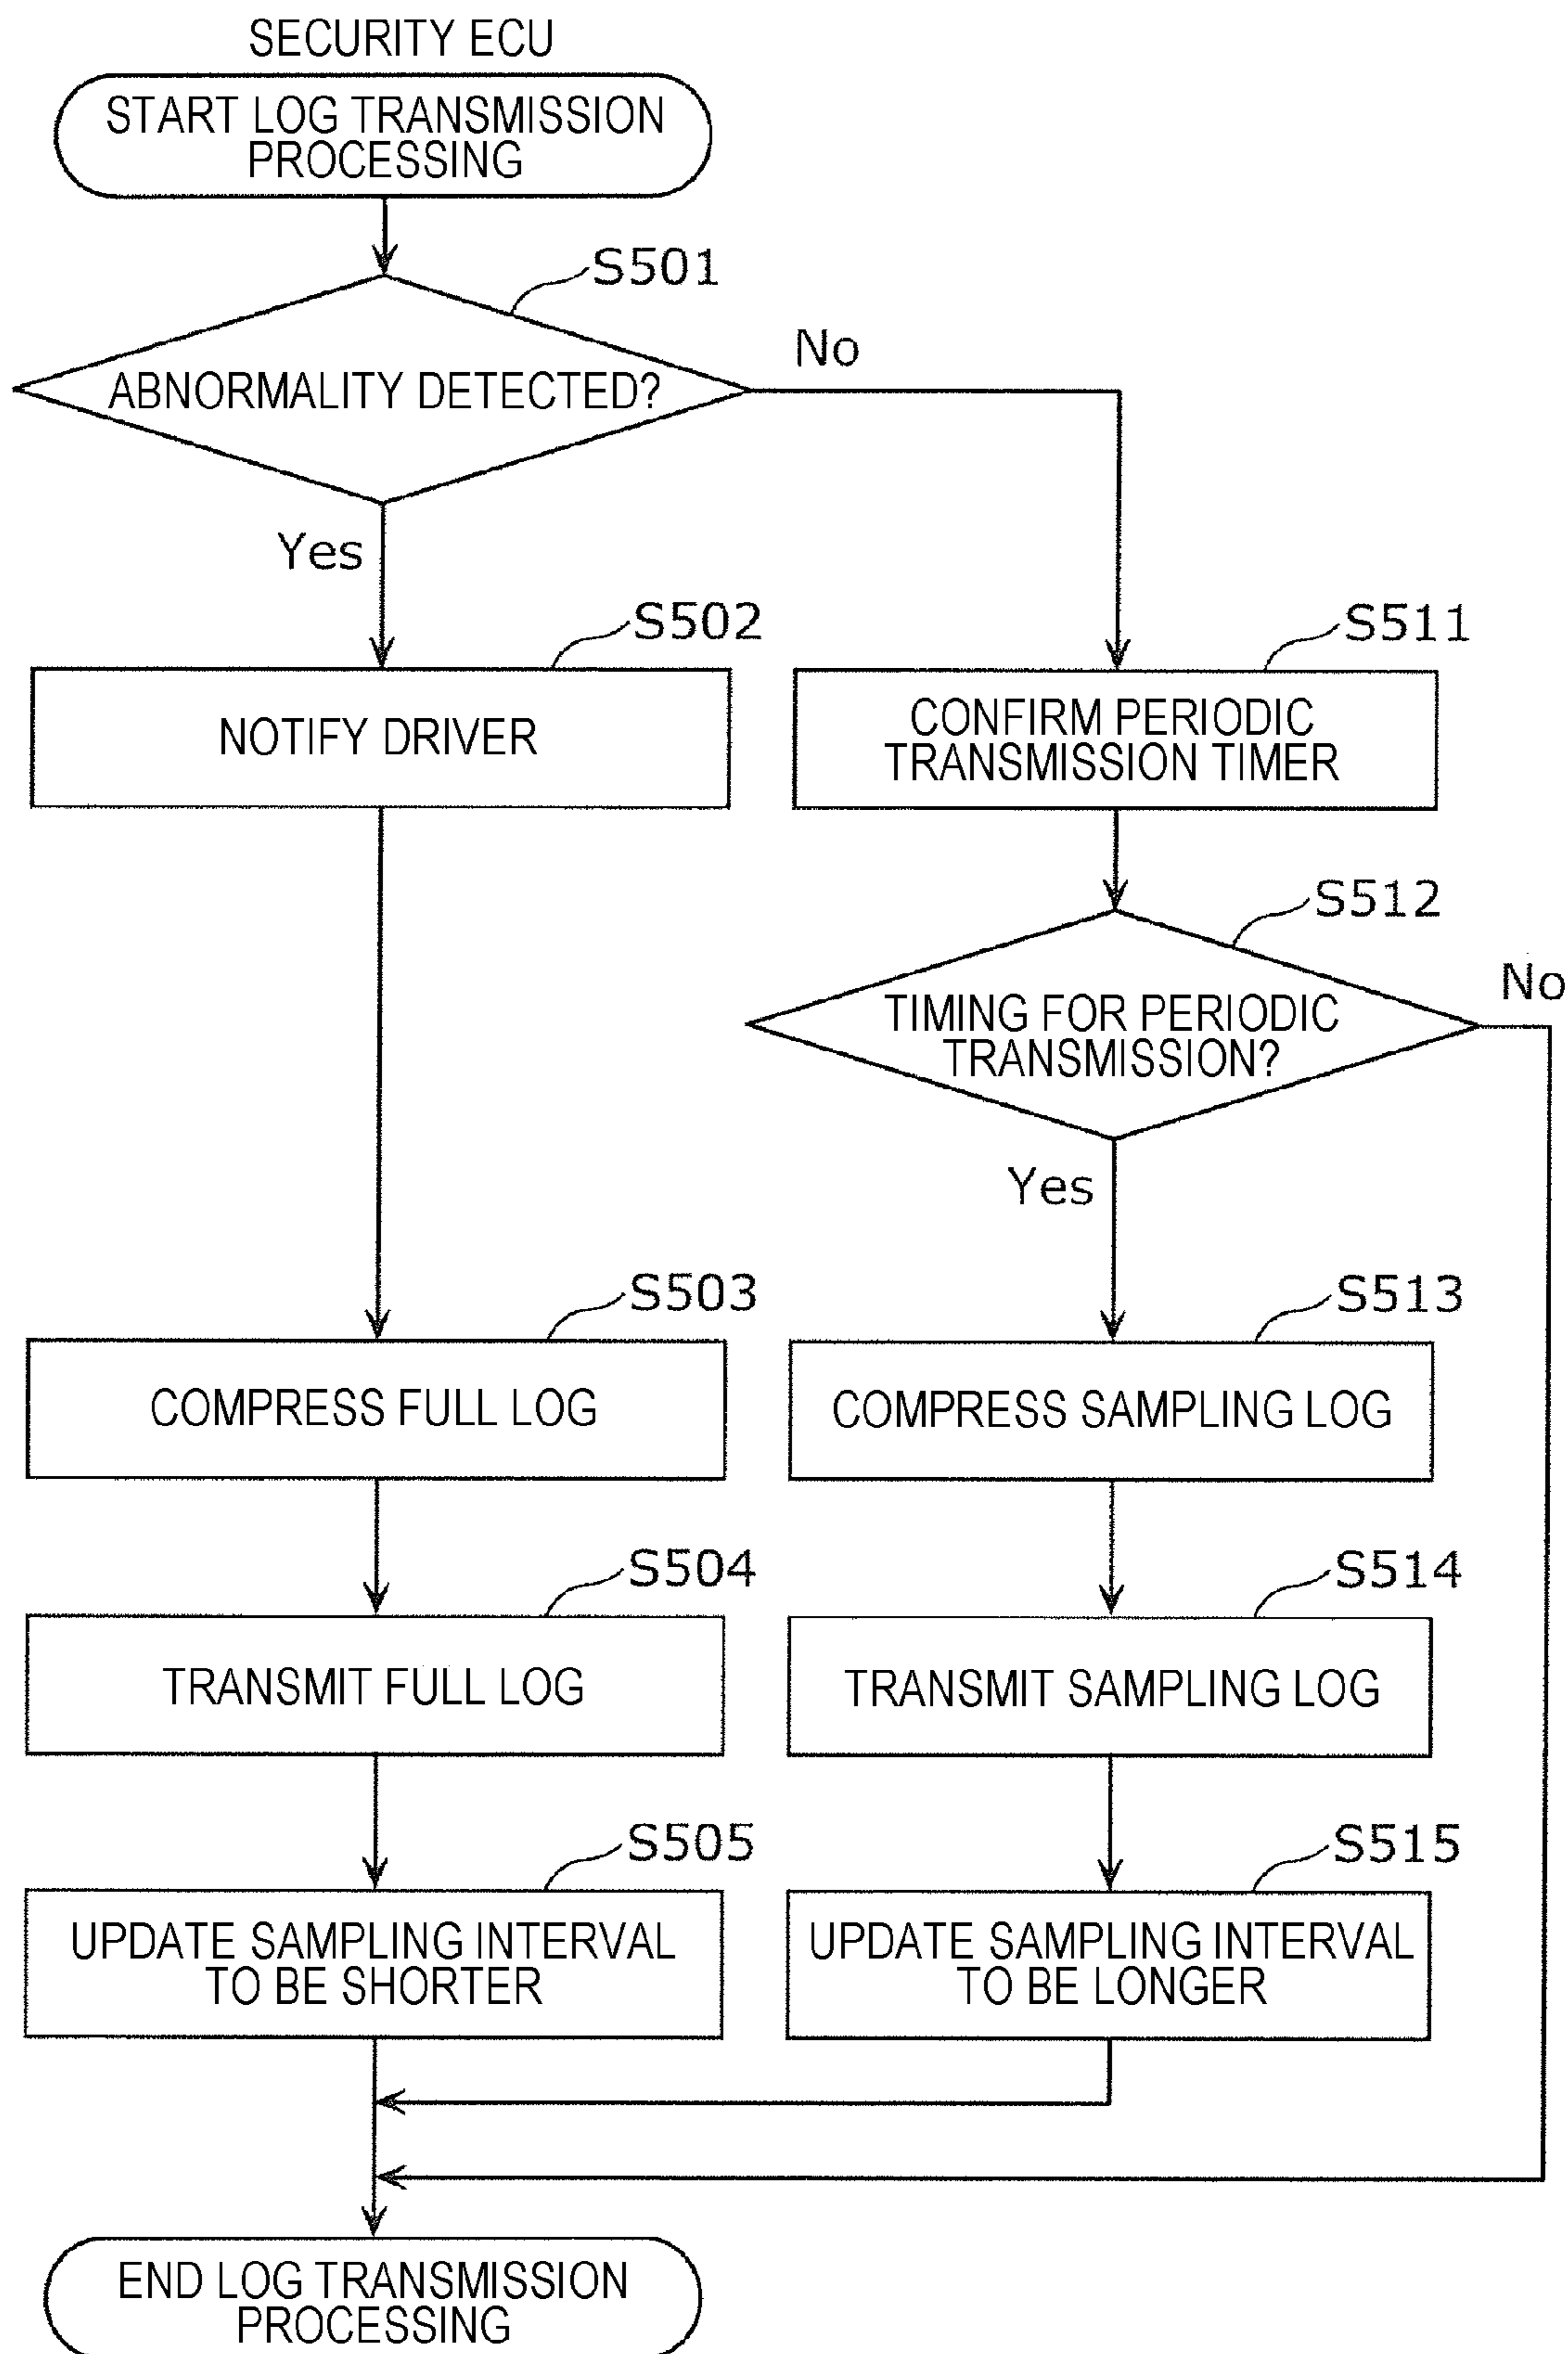 SECURITY ECU
START LOG TRANSMISSION
PROCESSING
S501
ABNORMALITY DETECTED?
No
Yes
S502
NOTIFY DRIVER
S511
CONFIRM PERIODIC
TRANSMISSION TIMER
S512
TIMING FOR PERIODIC
TRANSMISSION?
No
Yes
S503
COMPRESS FULL LOG
S513
COMPRESS SAMPLING LOG
S504
TRANSMIT FULL LOG
S514
TRANSMIT SAMPLING LOG
S505
UPDATE SAMPLING INTERVAL
TO BE SHORTER
S515
UPDATE SAMPLING INTERVAL
TO BE LONGER
END LOG TRANSMISSION
PROCESSING